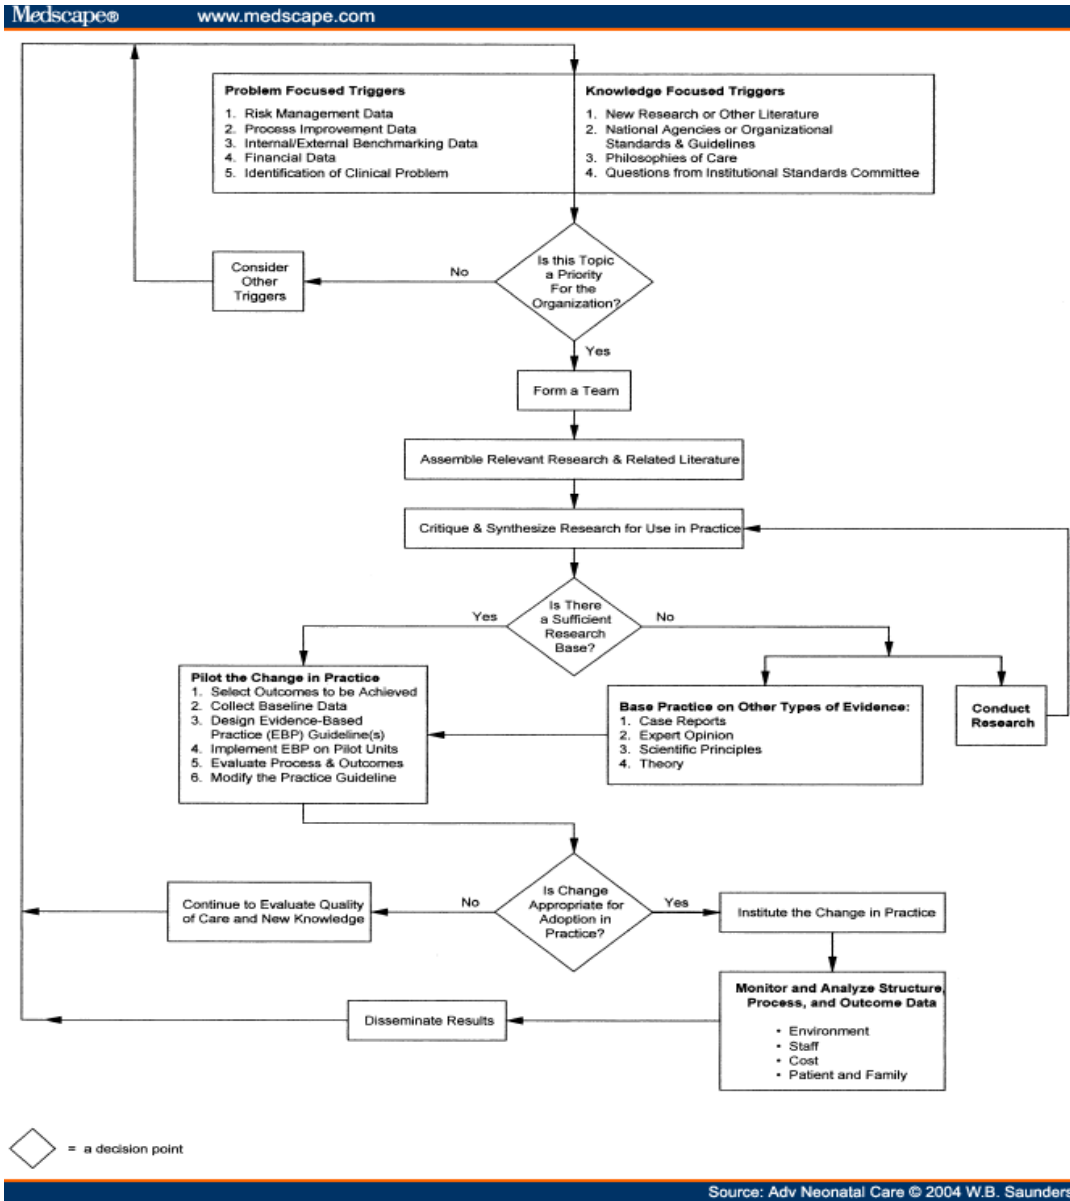 Medscape® www.medscape.com
Problem Focused Triggers
1. Risk Management Data
2. Process Improvement Data
3. Internal/External Benchmarking Data
4. Financial Data
5. Identification of Clinical Problem
Knowledge Focused Triggers
1. New Research or Other Literature
2. National Agencies or Organizational
Standards & Guidelines
3. Philosophies of Care
4. Questions from Institutional Standards Committee
Is this Topic
a Priority
For the
Organization?
No
Consider
Other
Triggers
Yes
Form a Team
Assemble Relevant Research & Related Literature
Critique & Synthesize Research for Use in Practice
Is There
a Sufficient
Research
Base?
Yes
No
Pilot the Change in Practice
1. Select Outcomes to be Achieved
2. Collect Baseline Data
3. Design Evidence-Based
Practice (EBP) Guideline(s)
4. Implement EBP on Pilot Units
5. Evaluate Process & Outcomes
6. Modify the Practice Guideline
Base Practice on Other Types of Evidence:
1. Case Reports
2. Expert Opinion
3. Scientific Principles
4. Theory
Conduct
Research
Is Change
Appropriate for
Adoption in
Practice?
No
Yes
Continue to Evaluate Quality
of Care and New Knowledge
Institute the Change in Practice
Monitor and Analyze Structure,
Process, and Outcome Data
• Environment
• Staff
• Cost
• Patient and Family
Disseminate Results
= a decision point
Source: Adv Neonatal Care © 2004 W.B. Saunders